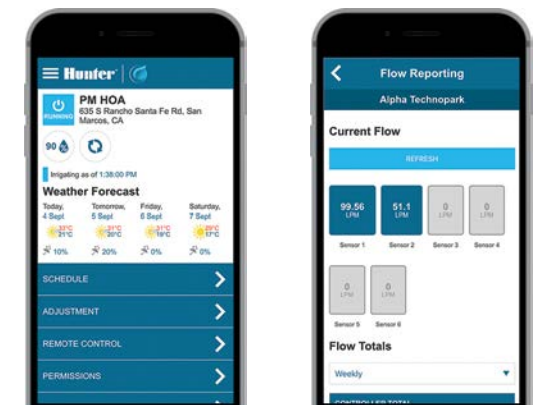 Hunter
PM HOA
635 S Rancho Santa Fe Rd, San
Marcos, CA
RUNNING
90
Irrigating as of 1:38:00 PM
Weather Forecast
Today, Tomorrow, Friday, Saturday,
4 Sept 5 Sept 6 Sept 7 Sept
21°C 20°C 17°C
10% 20% 0% 0%
SCHEDULE
ADJUSTMENT
REMOTE CONTROL
PERMISSIONS
Flow Reporting
Alpha Technopark
Current Flow
REFRESH
99.56 51.1 0 0
LPM LPM LPM LPM
Sensor 1 Sensor 2 Sensor 3 Sensor 4
0 0
LPM LPM
Sensor 5 Sensor 6
Flow Totals
Weekly
CONTROLLER TOTAL